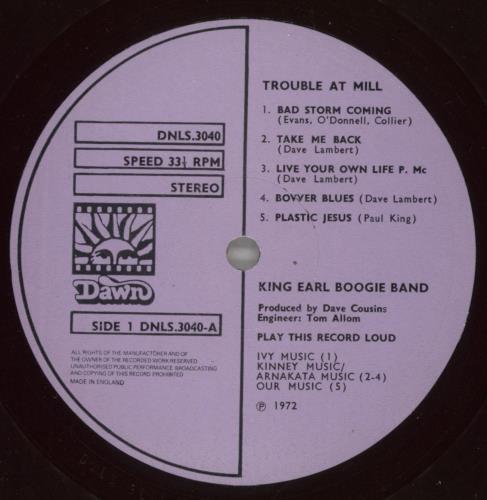 TROUBLE AT MILL
1. BAD STORM COMING
(Evans, O'Donnell, Collier)
2. TAKE ME BACK
(Dave Lambert)
3. LIVE YOUR OWN LIFE P. Mc
(Dave Lambert)
4. BOVVER BLUES (Dave Lambert)
5. PLASTIC JESUS (Paul King)
DNLS.3040
SPEED 33⅓ RPM
STEREO
Dawn
SIDE 1 DNLS.3040-A
ALL RIGHTS OF THE MANUFACTURER AND OF
THE OWNER OF THE RECORDED WORK RESERVED
UNAUTHORISED PUBLIC PERFORMANCE BROADCASTING
AND COPYING OF THIS RECORD PROHIBITED
MADE IN ENGLAND
KING EARL BOOGIE BAND
Produced by Dave Cousins
Engineer: Tom Allom
PLAY THIS RECORD LOUD
IVY MUSIC (1)
KINNEY MUSIC/
ARNAKATA MUSIC (2-4)
OUR MUSIC (5)
℗ 1972